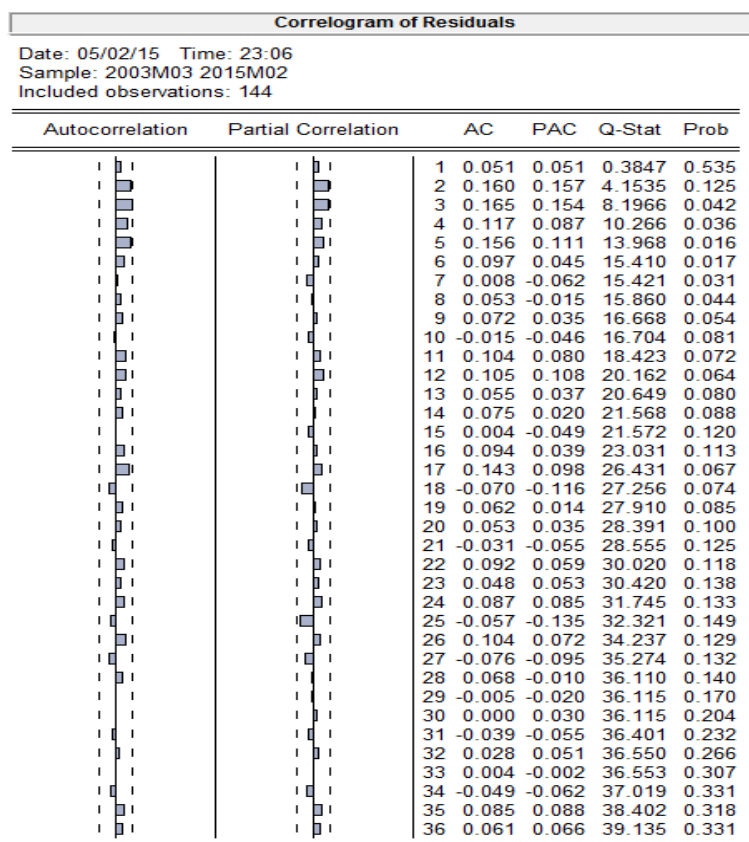 Correlogram of Residuals
Date: 05/02/15 Time: 23:06
Sample: 2003M03 2015M02
Included observations: 144
Autocorrelation Partial Correlation AC PAC Q-Stat Prob
1 0.051 0.051 0.3847 0.535
2 0.160 0.157 4.1535 0.125
3 0.165 0.154 8.1966 0.042
4 0.117 0.087 10.266 0.036
5 0.156 0.111 13.968 0.016
6 0.097 0.045 15.410 0.017
7 0.008 -0.062 15.421 0.031
8 0.053 -0.015 15.860 0.044
9 0.072 0.035 16.668 0.054
10 -0.015 -0.046 16.704 0.081
11 0.104 0.080 18.423 0.072
12 0.105 0.108 20.162 0.064
13 0.055 0.037 20.649 0.080
14 0.075 0.020 21.568 0.088
15 0.004 -0.049 21.572 0.120
16 0.094 0.039 23.031 0.113
17 0.143 0.098 26.431 0.067
18 -0.070 -0.116 27.256 0.074
19 0.062 0.014 27.910 0.085
20 0.053 0.035 28.391 0.100
21 -0.031 -0.055 28.555 0.125
22 0.092 0.059 30.020 0.118
23 0.048 0.053 30.420 0.138
24 0.087 0.085 31.745 0.133
25 -0.057 -0.135 32.321 0.149
26 0.104 0.072 34.237 0.129
27 -0.076 -0.095 35.274 0.132
28 0.068 -0.010 36.110 0.140
29 -0.005 -0.020 36.115 0.170
30 0.000 0.030 36.115 0.204
31 -0.039 -0.055 36.401 0.232
32 0.028 0.051 36.550 0.266
33 0.004 -0.002 36.553 0.307
34 -0.049 -0.062 37.019 0.331
35 0.085 0.088 38.402 0.318
36 0.061 0.066 39.135 0.331